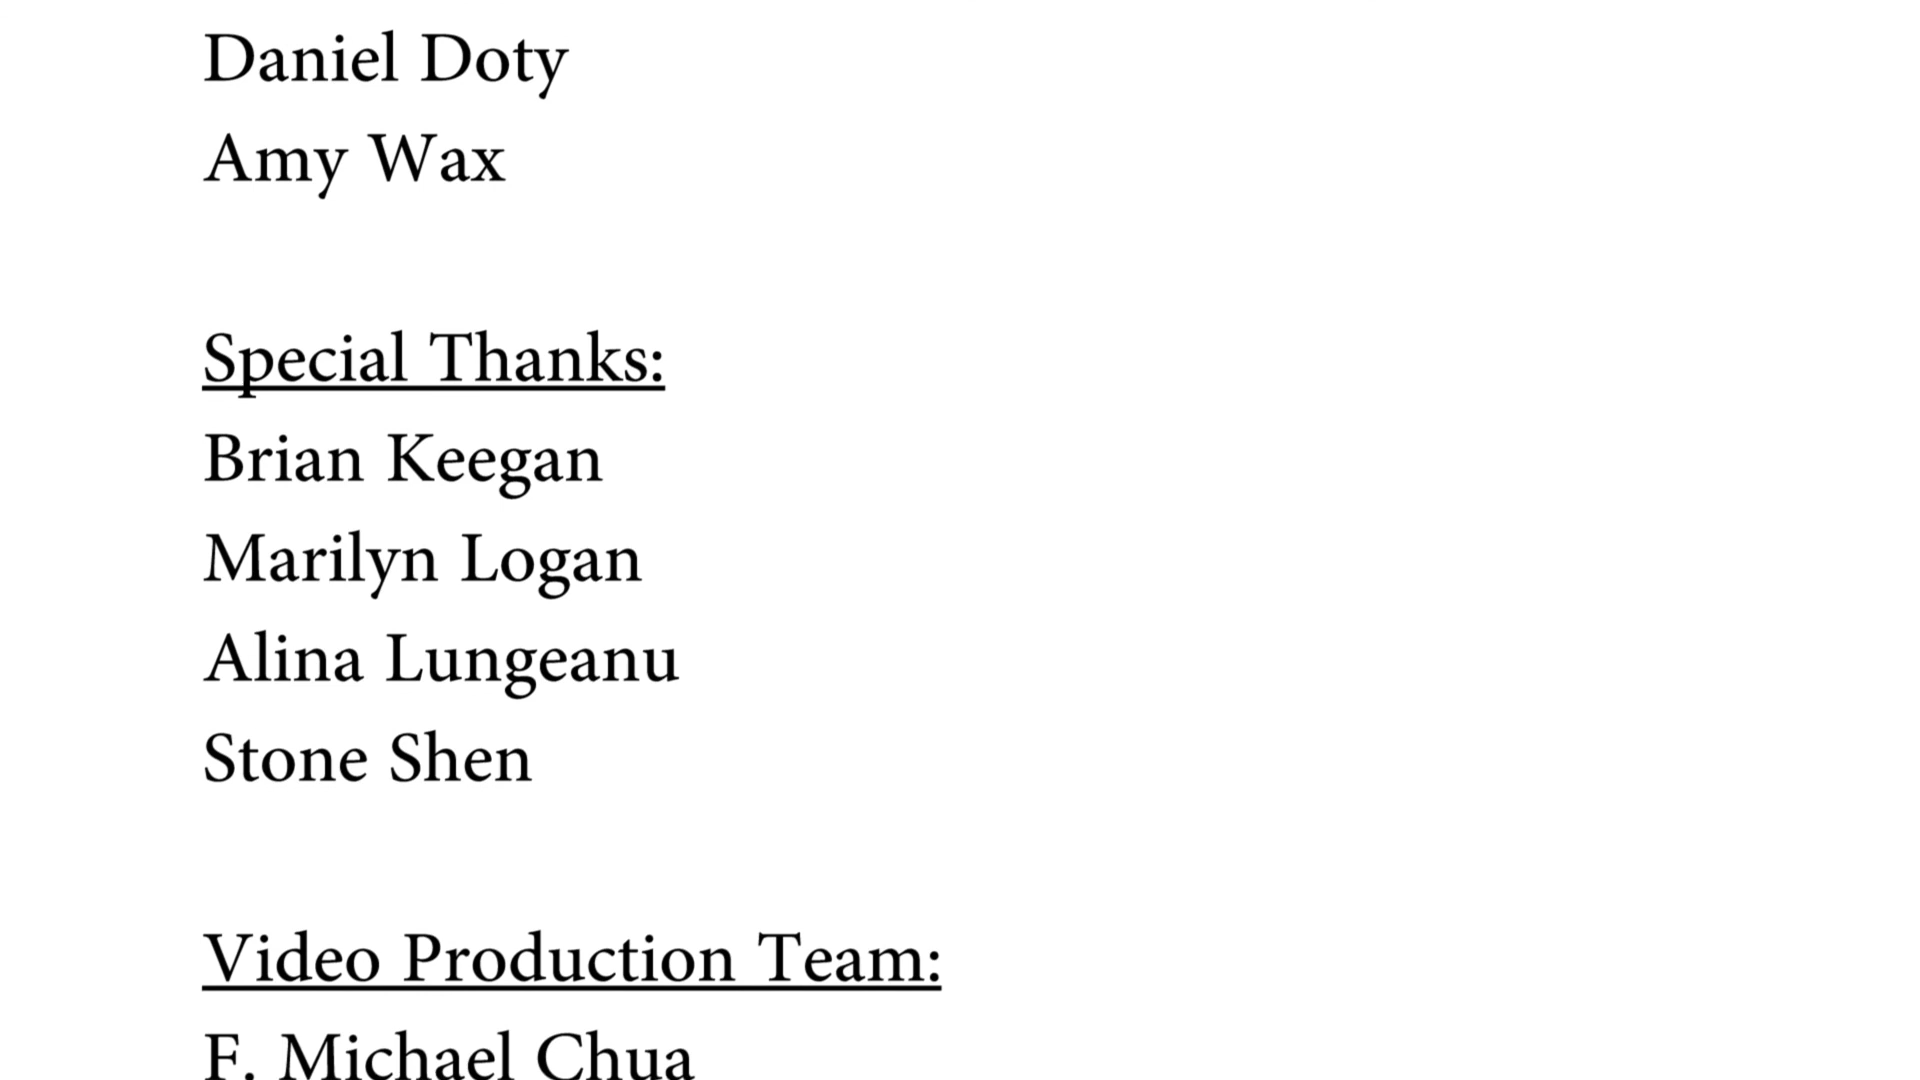 Daniel Doty
Amy Wax
Special Thanks:
Brian Keegan
Marilyn Logan
Alina Lungeanu
Stone Shen
Video Production Team:
F. Michael Chua